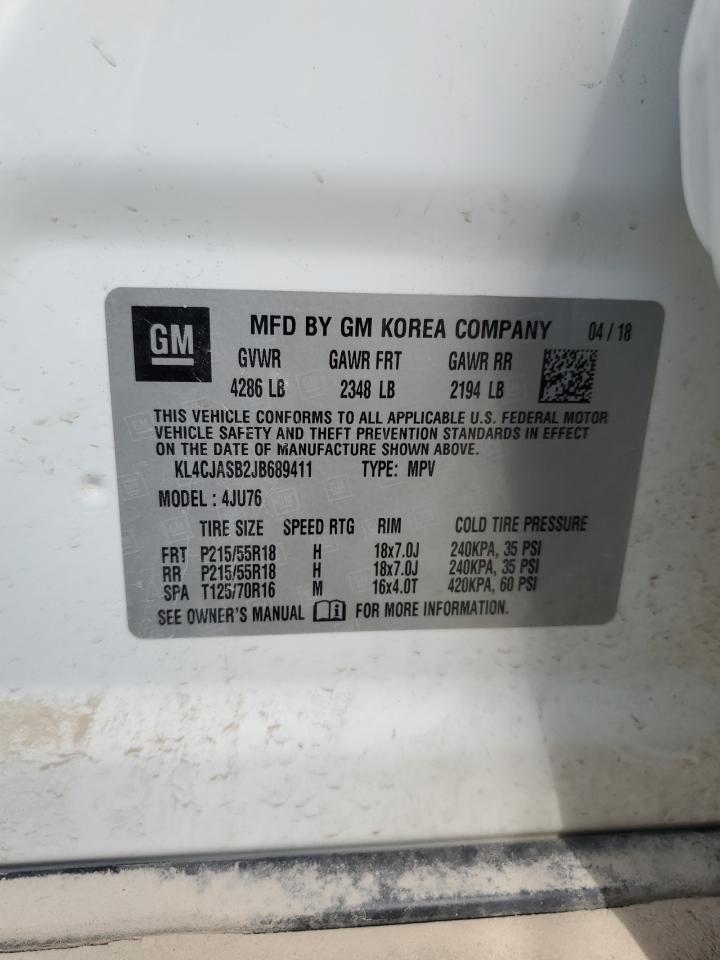 GM MFD BY GM KOREA COMPANY 04 / 18
GVWR GAWR FRT GAWR RR
4286 LB 2348 LB 2194 LB
THIS VEHICLE CONFORMS TO ALL APPLICABLE U.S. FEDERAL MOTOR
VEHICLE SAFETY AND THEFT PREVENTION STANDARDS IN EFFECT
ON THE DATE OF MANUFACTURE SHOWN ABOVE.
KL4CJASB2JB689411 TYPE: MPV
MODEL : 4JU76
TIRE SIZE SPEED RTG RIM COLD TIRE PRESSURE
FRT P215/55R18 H 18x7.0J 240KPA, 35 PSI
RR P215/55R18 H 18x7.0J 240KPA, 35 PSI
SPA T125/70R16 M 16x4.0T 420KPA, 60 PSI
SEE OWNER'S MANUAL i FOR MORE INFORMATION.